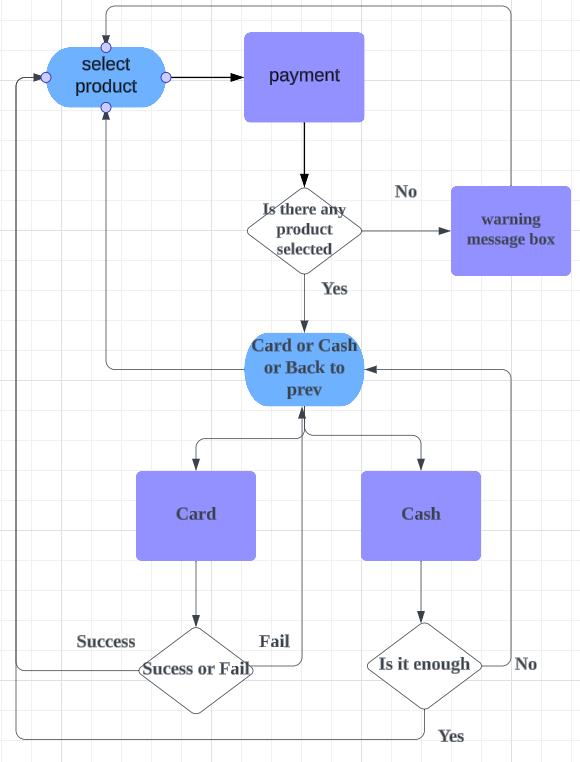 select
product
payment
No
Is there any
product
selected
warning
message box
Yes
Card or Cash
or Back to
prev
Card
Cash
Success
Fail
Sucess or Fail
Is it enough
No
Yes